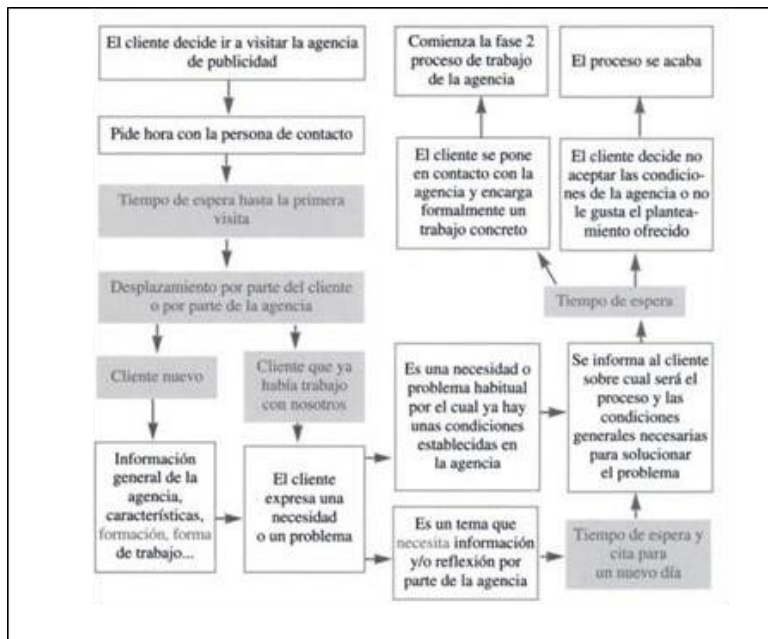 El cliente decide ir a visitar la agencia
de publicidad
Pide hora con la persona de contacto
Tiempo de espera hasta la primera
visita
Desplazamiento por parte del cliente
o por parte de la agencia
Cliente nuevo
Cliente que ya
había trabajo
con nosotros
Información
general de la
agencia,
características,
formación, forma
de trabajo...
El cliente
expresa una
necesidad
o un problema
Es una necesidad o
problema habitual
por el cual ya hay
unas condiciones
establecidas en
la agencia
Es un tema que
necesita información
y/o reflexión por
parte de la agencia
Tiempo de espera y
cita para
un nuevo día
Se informa al cliente
sobre cual será el
proceso y las
condiciones
generales necesarias
para solucionar
el problema
Tiempo de espera
El cliente se pone
en contacto con la
agencia y encarga
formalmente un
trabajo concreto
El cliente decide no
aceptar las condicio-
nes de la agencia o no
le gusta el plantea-
miento ofrecido
Comienza la fase 2
proceso de trabajo
de la agencia
El proceso se acaba